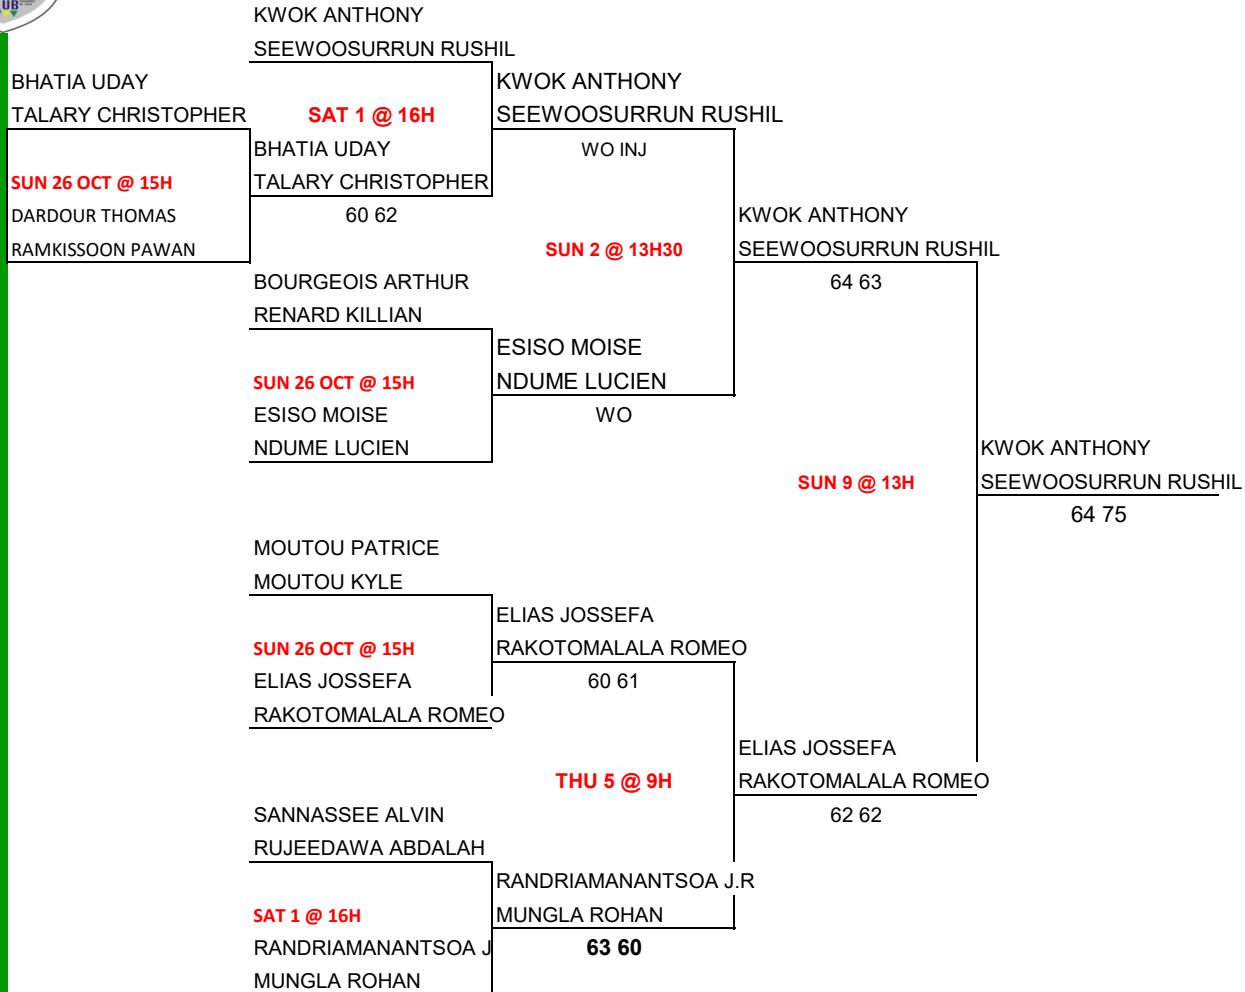 UB
KWOK ANTHONY
SEEWOOSURRUN RUSHIL
BHATIA UDAY
KWOK ANTHONY
TALARY CHRISTOPHER
SAT 1 @ 16H
SEEWOOSURRUN RUSHIL
BHATIA UDAY
WO INJ
SUN 26 OCT @ 15H
TALARY CHRISTOPHER
DARDOUR THOMAS
60 62
KWOK ANTHONY
RAMKISSOON PAWAN
SUN 2 @ 13H30
SEEWOOSURRUN RUSHIL
BOURGEOIS ARTHUR
64 63
RENARD KILLIAN
ESISO MOISE
SUN 26 OCT @ 15H
NDUME LUCIEN
ESISO MOISE
WO
NDUME LUCIEN
KWOK ANTHONY
SUN 9 @ 13H
SEEWOOSURRUN RUSHIL
64 75
MOUTOU PATRICE
MOUTOU KYLE
ELIAS JOSSEFA
SUN 26 OCT @ 15H
RAKOTOMALALA ROMEO
ELIAS JOSSEFA
60 61
RAKOTOMALALA ROMEO
ELIAS JOSSEFA
THU 5 @ 9H
RAKOTOMALALA ROMEO
SANNASSEE ALVIN
62 62
RUJEEDAWA ABDALAH
RANDRIAMANANTSOA J.R
SAT 1 @ 16H
MUNGLA ROHAN
RANDRIAMANANTSOA J
63 60
MUNGLA ROHAN